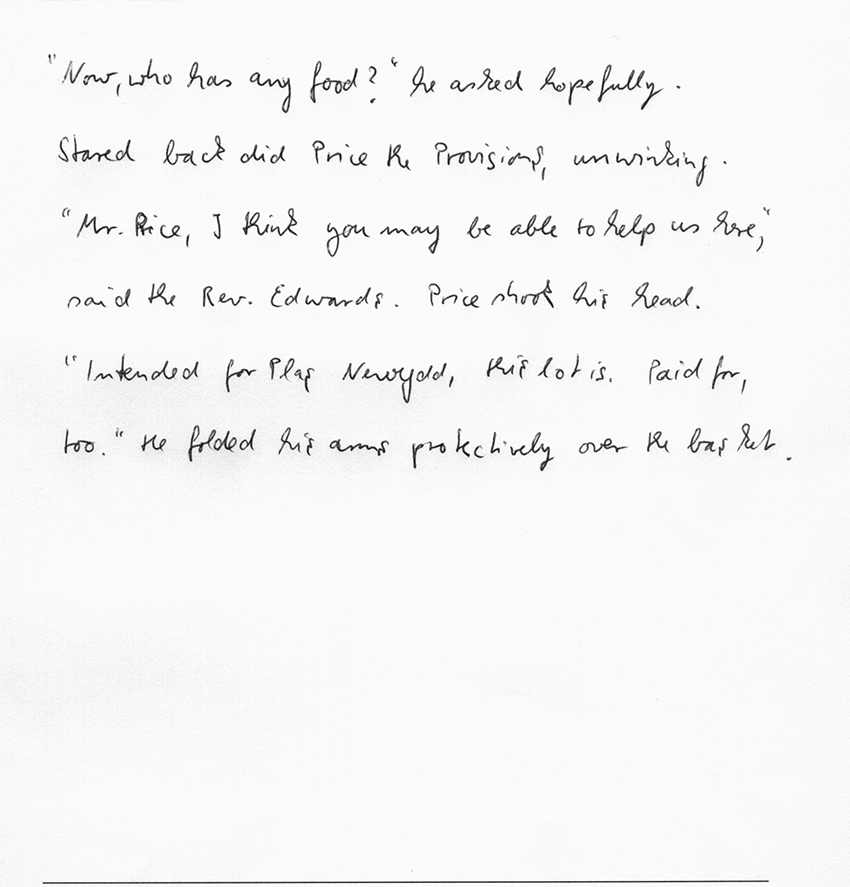 "Now, who has any food?" he asked hopefully.
Stared back did Price the Provisions, unwinking.
"Mr. Price, I think you may be able to help us here,"
said the Rev. Edwards. Price shook his head.
"Intended for Plas Newydd, this lot is. Paid for,
too." He folded his arms protectively over the basket.